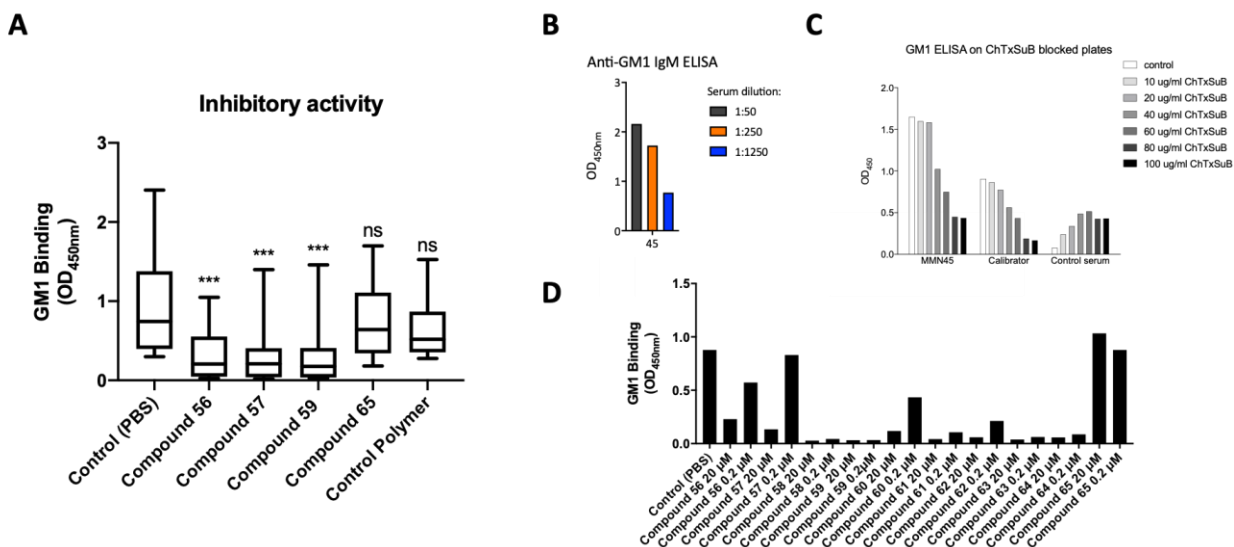 A
Inhibitory activity
GM1 Binding
(OD450nm)
3
2
1
0
***
***
***
ns
ns
Control (PBS)
Compound 56
Compound 57
Compound 59
Compound 65
Control Polymer
B
Anti-GM1 IgM ELISA
OD450nm
3
2
1
0
45
Serum dilution:
1:50
1:250
1:1250
C
GM1 ELISA on ChTxSuB blocked plates
OD450
2.0
1.5
1.0
0.5
0.0
MMN45
Calibrator
Control serum
control
10 ug/ml ChTxSuB
20 ug/ml ChTxSuB
40 ug/ml ChTxSuB
60 ug/ml ChTxSuB
80 ug/ml ChTxSuB
100 ug/ml ChTxSuB
D
GM1 Binding
(OD450nm)
1.5
1.0
0.5
0.0
Control (PBS)
Compound 56 20 µM
Compound 56 0.2 µM
Compound 57 20 µM
Compound 57 0.2 µM
Compound 58 20 µM
Compound 58 0.2 µM
Compound 59 20 µM
Compound 59 0.2µM
Compound 60 20 µM
Compound 60 0.2 µM
Compound 61 20 µM
Compound 61 0.2 µM
Compound 62 20 µM
Compound 62 0.2 µM
Compound 63 20 µM
Compound 63 0.2 µM
Compound 64 20 µM
Compound 64 0.2 µM
Compound 65 20 µM
Compound 65 0.2 µM